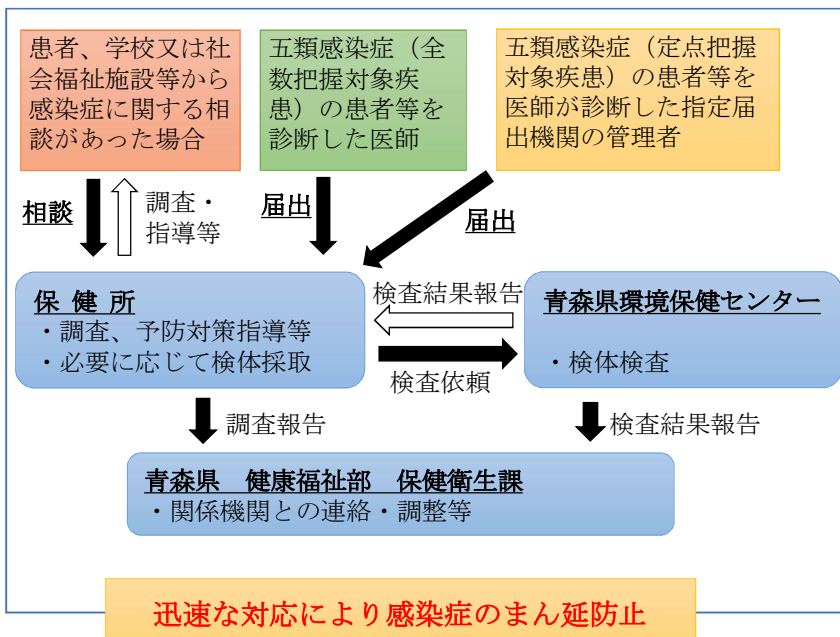 患者、学校又は社
会福祉施設等から
感染症に関する相
談があった場合
五類感染症（全
数把握対象疾
患）の患者等を
診断した医師
五類感染症（定点把握
対象疾患）の患者等を
医師が診断した指定届
出機関の管理者
相談
調査・
指導等
届出
届出
保 健 所
・調査、予防対策指導等
・必要に応じて検体採取
検査結果報告
検査依頼
青森県環境保健センター
・検体検査
調査報告
検査結果報告
青森県　健康福祉部　保健衛生課
・関係機関との連絡・調整等
迅速な対応により感染症のまん延防止